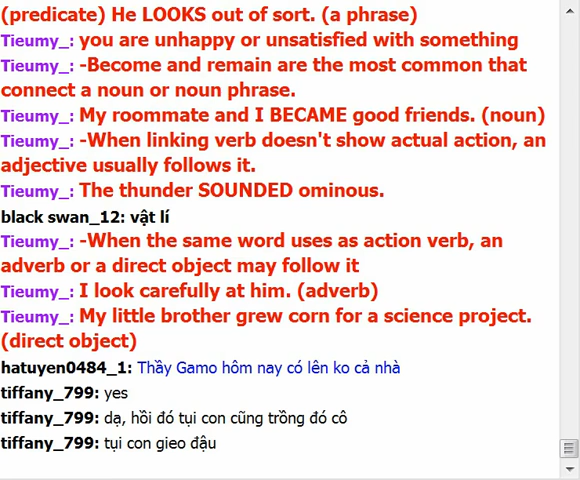 (predicate) He LOOKS out of sort. (a phrase)
Tieumy_: you are unhappy or unsatisfied with something
Tieumy_: -Become and remain are the most common that
connect a noun or noun phrase.
Tieumy_: My roommate and I BECAME good friends. (noun)
Tieumy_: -When linking verb doesn't show actual action, an
adjective usually follows it.
Tieumy_: The thunder SOUNDED ominous.
black swan_12: vật lí
Tieumy_: -When the same word uses as action verb, an
adverb or a direct object may follow it
Tieumy_: I look carefully at him. (adverb)
Tieumy_: My little brother grew corn for a science project.
(direct object)
hatuyen0484_1: Thầy Gamo hôm nay có lên ko cả nhà
tiffany_799: yes
tiffany_799: dạ, hồi đó tụi con cũng trồng đó cô
tiffany_799: tụi con gieo đậu